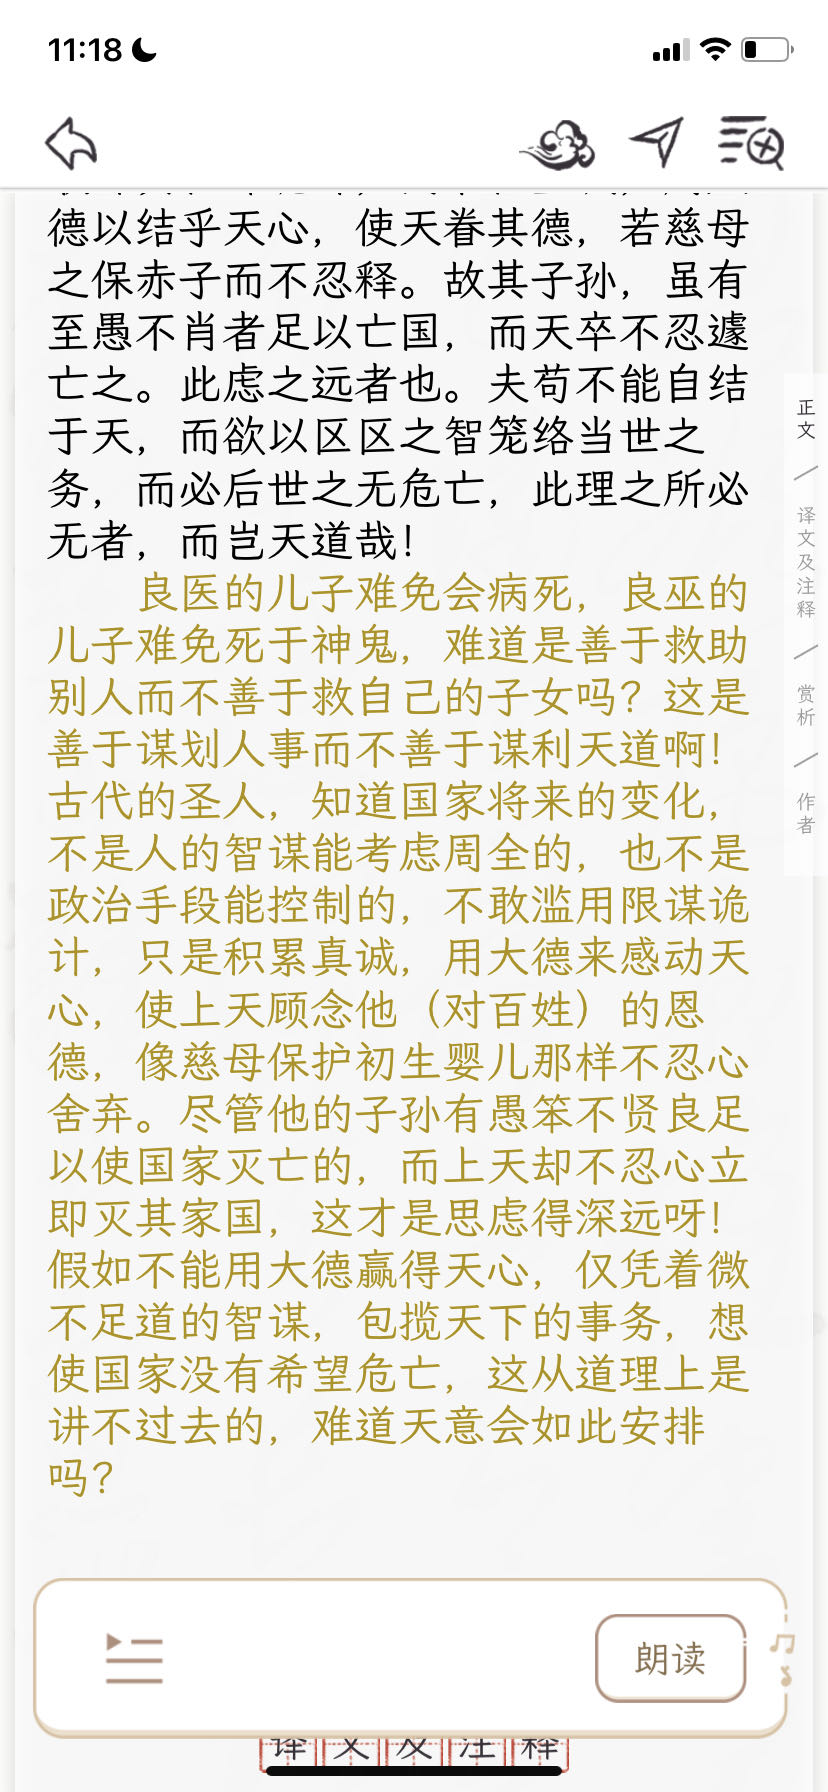 11:18
德以结乎天心，使天眷其德，若慈母
之保赤子而不忍释。故其子孙，虽有
至愚不肖者足以亡国，而天卒不忍遽
亡之。此虑之远者也。夫苟不能自结
于天，而欲以区区之智笼络当世之
务，而必后世之无危亡，此理之所必
无者，而岂天道哉！
良医的儿子难免会病死，良巫的
儿子难免死于神鬼，难道是善于救助
别人而不善于救自己的子女吗？这是
善于谋划人事而不善于谋利天道啊！
古代的圣人，知道国家将来的变化，
不是人的智谋能考虑周全的，也不是
政治手段能控制的，不敢滥用限谋诡
计，只是积累真诚，用大德来感动天
心，使上天顾念他（对百姓）的恩
德，像慈母保护初生婴儿那样不忍心
舍弃。尽管他的子孙有愚笨不贤良足
以使国家灭亡的，而上天却不忍心立
即灭其家国，这才是思虑得深远呀！
假如不能用大德赢得天心，仅凭着微
不足道的智谋，包揽天下的事务，想
使国家没有希望危亡，这从道理上是
讲不过去的，难道天意会如此安排
吗？
正文
译文及注释
赏析
作者
朗读
译文及注释